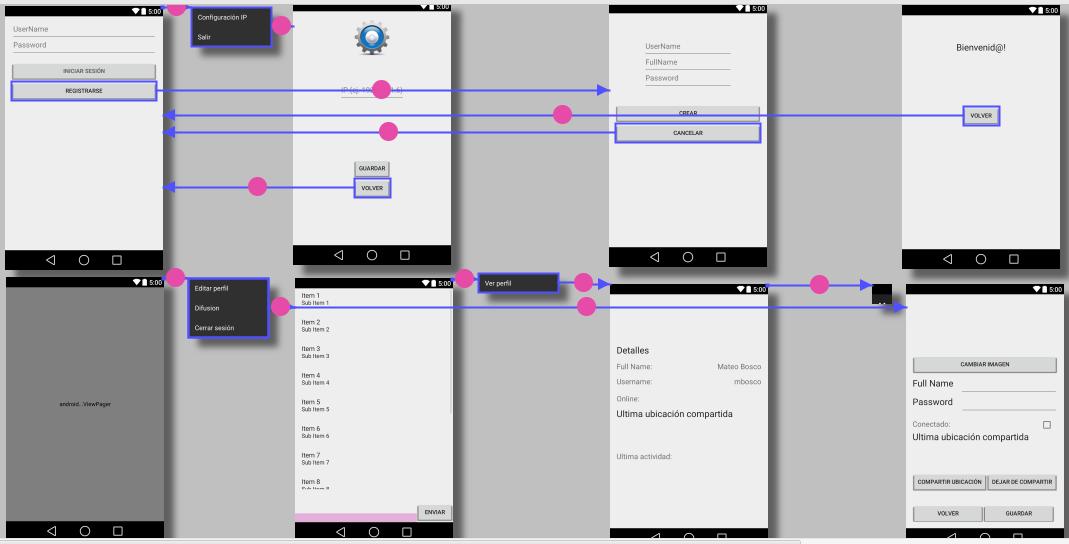 5:00
UserName
Password
INICIAR SESIÓN
REGISTRARSE
Configuración IP
Salir
5:00
GUARDAR
VOLVER
5:00
UserName
FullName
Password
CREAR
CANCELAR
5:00
Bienvenid@!
VOLVER
5:00
android...ViewPager
Editar perfil
Difusion
Cerrar sesión
5:00
Item 1
Sub Item 1
Item 2
Sub Item 2
Item 3
Sub Item 3
Item 4
Sub Item 4
Item 5
Sub Item 5
Item 6
Sub Item 6
Item 7
Sub Item 7
Item 8
Sub Item 8
ENVIAR
Ver perfil
5:00
Detalles
Full Name: Mateo Bosco
Username: mbosco
Online:
Ultima ubicación compartida
Ultima actividad:
5:00
CAMBIAR IMAGEN
Full Name
Password
Conectado:
Ultima ubicación compartida
COMPARTIR UBICACIÓN DEJAR DE COMPARTIR
VOLVER GUARDAR